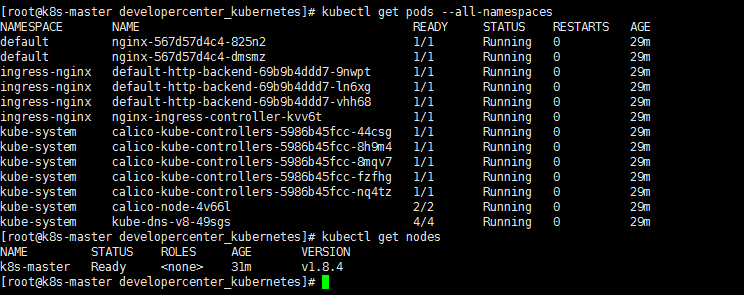 [root@k8s-master developercenter_kubernetes]# kubectl get pods --all-namespaces
NAMESPACE NAME READY STATUS RESTARTS AGE
default nginx-567d57d4c4-825n2 1/1 Running 0 29m
default nginx-567d57d4c4-dmsmz 1/1 Running 0 29m
ingress-nginx default-http-backend-69b9b4ddd7-9nwpt 1/1 Running 0 29m
ingress-nginx default-http-backend-69b9b4ddd7-ln6xg 1/1 Running 0 29m
ingress-nginx default-http-backend-69b9b4ddd7-vhh68 1/1 Running 0 29m
ingress-nginx nginx-ingress-controller-kvv6t 1/1 Running 0 29m
kube-system calico-kube-controllers-5986b45fcc-44csg 1/1 Running 0 29m
kube-system calico-kube-controllers-5986b45fcc-8h9m4 1/1 Running 0 29m
kube-system calico-kube-controllers-5986b45fcc-8mqv7 1/1 Running 0 29m
kube-system calico-kube-controllers-5986b45fcc-fzfhg 1/1 Running 0 29m
kube-system calico-kube-controllers-5986b45fcc-nq4tz 1/1 Running 0 29m
kube-system calico-node-4v66l 2/2 Running 0 29m
kube-system kube-dns-v8-49sgs 4/4 Running 0 29m
[root@k8s-master developercenter_kubernetes]# kubectl get nodes
NAME STATUS ROLES AGE VERSION
k8s-master Ready <none> 31m v1.8.4
[root@k8s-master developercenter_kubernetes]#